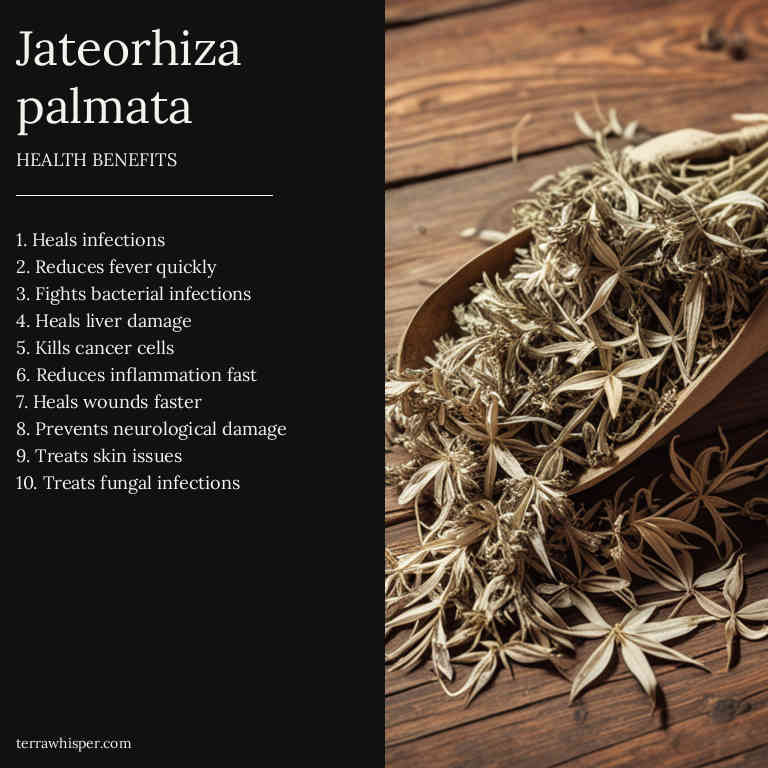 Jateorhiza
palmata
HEALTH BENEFITS
1. Heals infections
2. Reduces fever quickly
3. Fights bacterial infections
4. Heals liver damage
5. Kills cancer cells
6. Reduces inflammation fast
7. Heals wounds faster
8. Prevents neurological damage
9. Treats skin issues
10. Treats fungal infections
terrawhisper.com